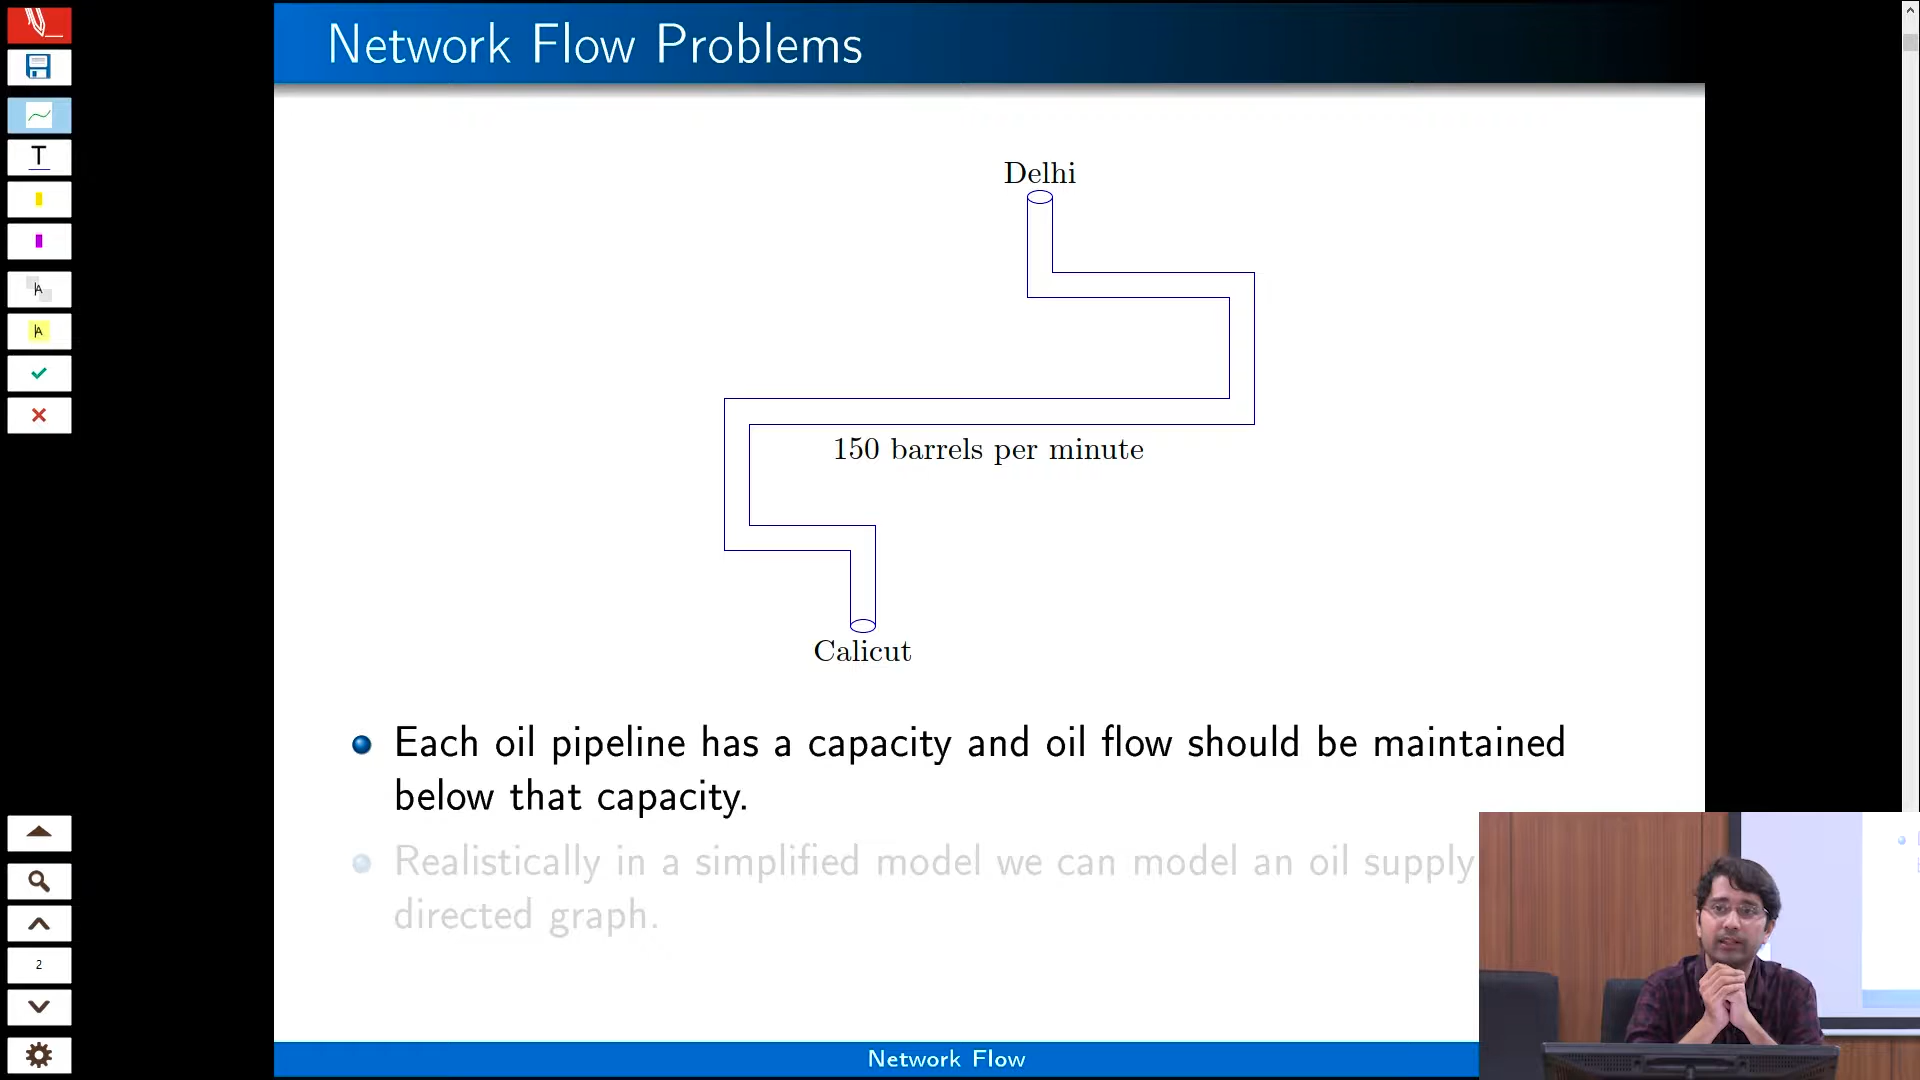 Network Flow Problems
T
Delhi
A
A
150 barrels per minute
Calicut
Each oil pipeline has a capacity and oil flow should be maintained
below that capacity.
Realistically in a simplified model we can model an oil supply
directed graph.
2
Network Flow